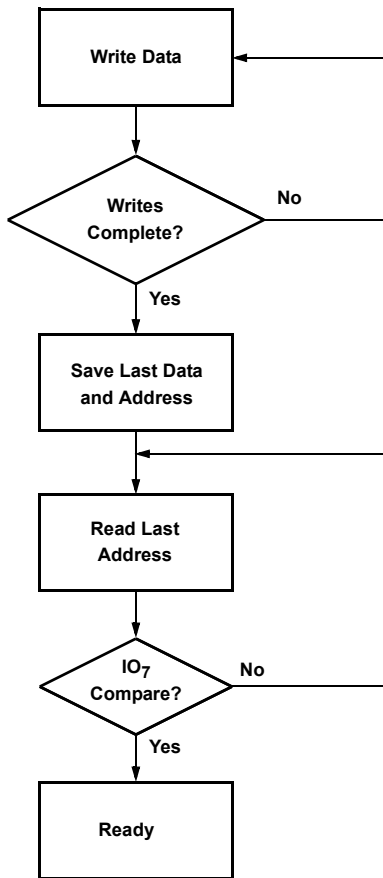 Write Data
Writes
Complete?
No
Yes
Save Last Data
and Address
Read Last
Address
IO₇
Compare?
No
Yes
Ready